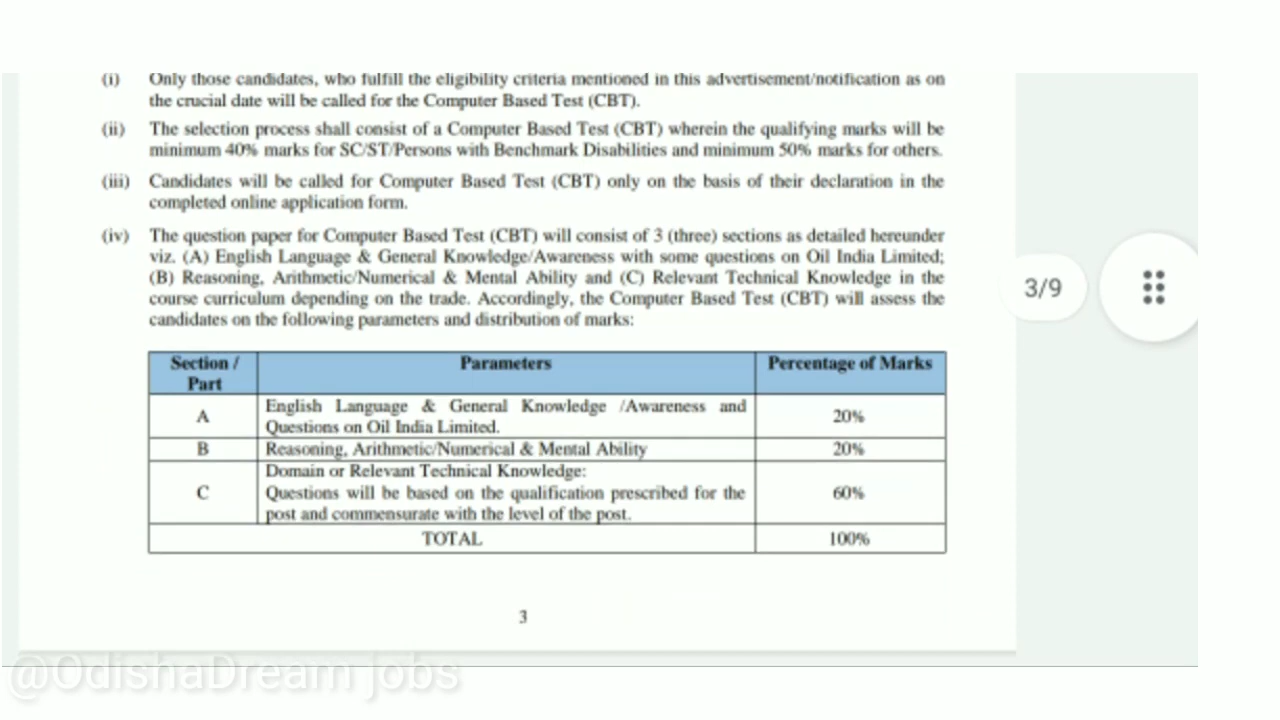 (i) Only those candidates, who fulfill the eligibility criteria mentioned in this advertisement/notification as on
the crucial date will be called for the Computer Based Test (CBT).
(ii) The selection process shall consist of a Computer Based Test (CBT) wherein the qualifying marks will be
minimum 40% marks for SC/ST/Persons with Benchmark Disabilities and minimum 50% marks for others.
(iii) Candidates will be called for Computer Based Test (CBT) only on the basis of their declaration in the
completed online application form.
(iv) The question paper for Computer Based Test (CBT) will consist of 3 (three) sections as detailed hereunder
viz. (A) English Language & General Knowledge/Awareness with some questions on Oil India Limited;
(B) Reasoning, Arithmetic/Numerical & Mental Ability and (C) Relevant Technical Knowledge in the
course curriculum depending on the trade. Accordingly, the Computer Based Test (CBT) will assess the
candidates on the following parameters and distribution of marks:
3/9
Section / Parameters Percentage of Marks
Part
A English Language & General Knowledge /Awareness and 20%
Questions on Oil India Limited.
B Reasoning, Arithmetic/Numerical & Mental Ability 20%
Domain or Relevant Technical Knowledge:
C Questions will be based on the qualification prescribed for the 60%
post and commensurate with the level of the post.
TOTAL 100%
3
@OdishaDream jobs